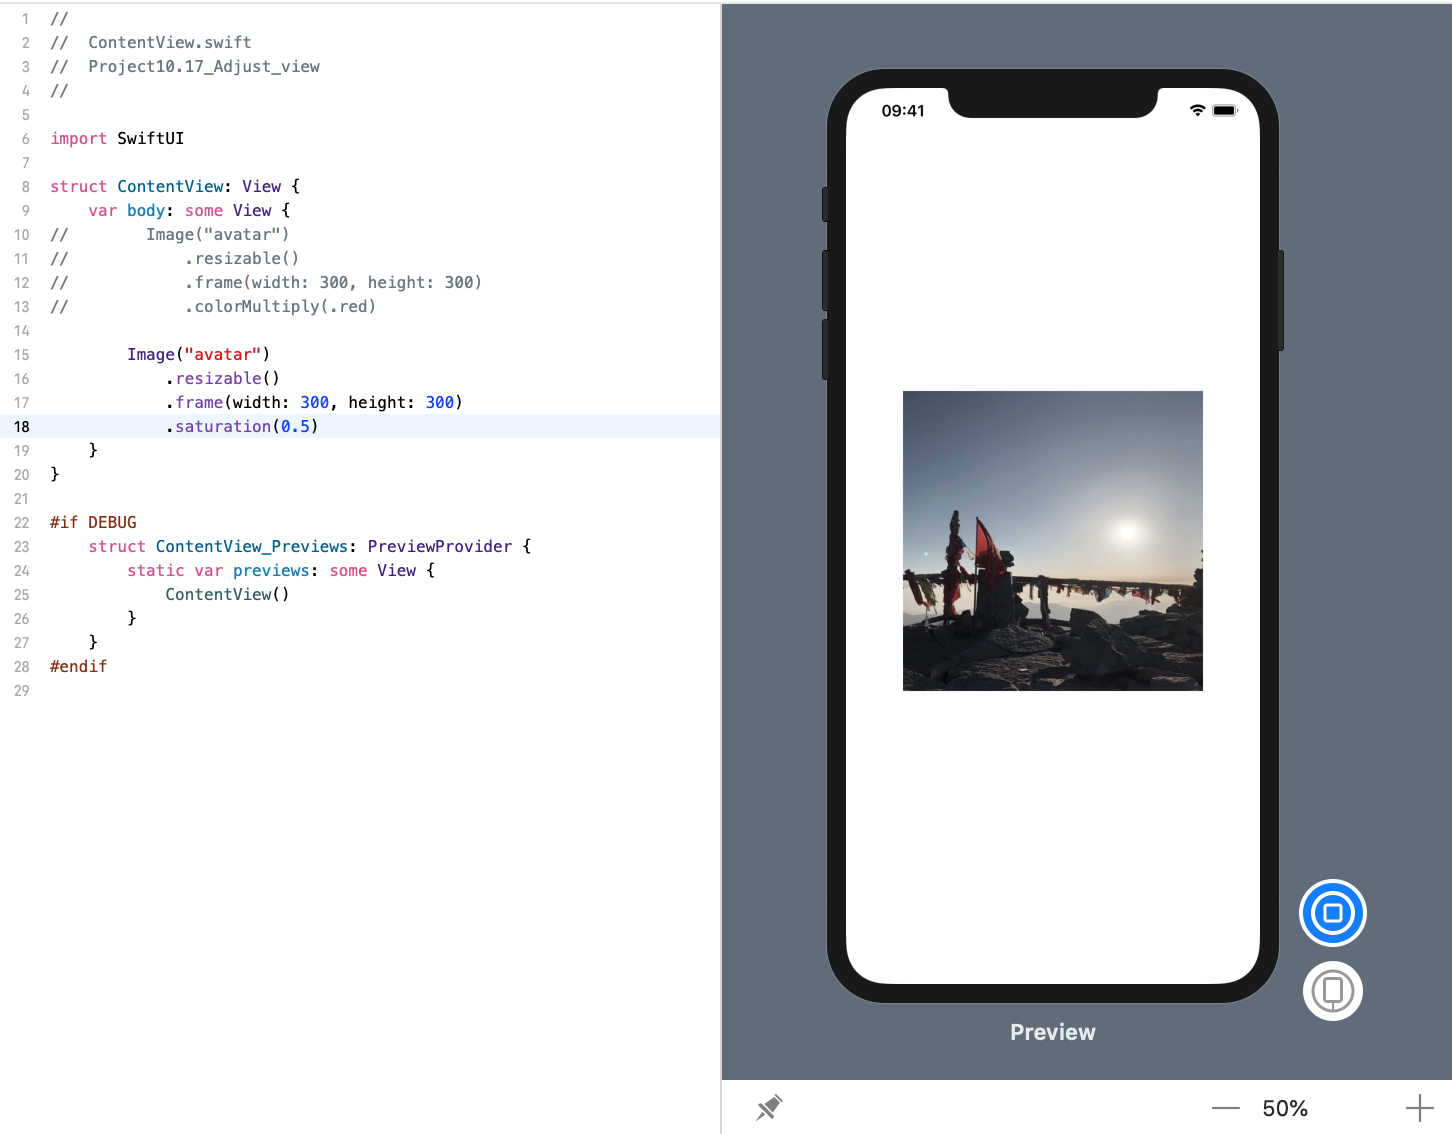 1 //
2 //  ContentView.swift
3 //  Project10.17_Adjust_view
4 //
5
6 import SwiftUI
7
8 struct ContentView: View {
9     var body: some View {
10 //        Image("avatar")
11 //            .resizable()
12 //            .frame(width: 300, height: 300)
13 //            .colorMultiply(.red)
14
15         Image("avatar")
16             .resizable()
17             .frame(width: 300, height: 300)
18             .saturation(0.5)
19     }
20 }
21
22 #if DEBUG
23     struct ContentView_Previews: PreviewProvider {
24         static var previews: some View {
25             ContentView()
26         }
27     }
28 #endif
29
09:41
Preview
50%